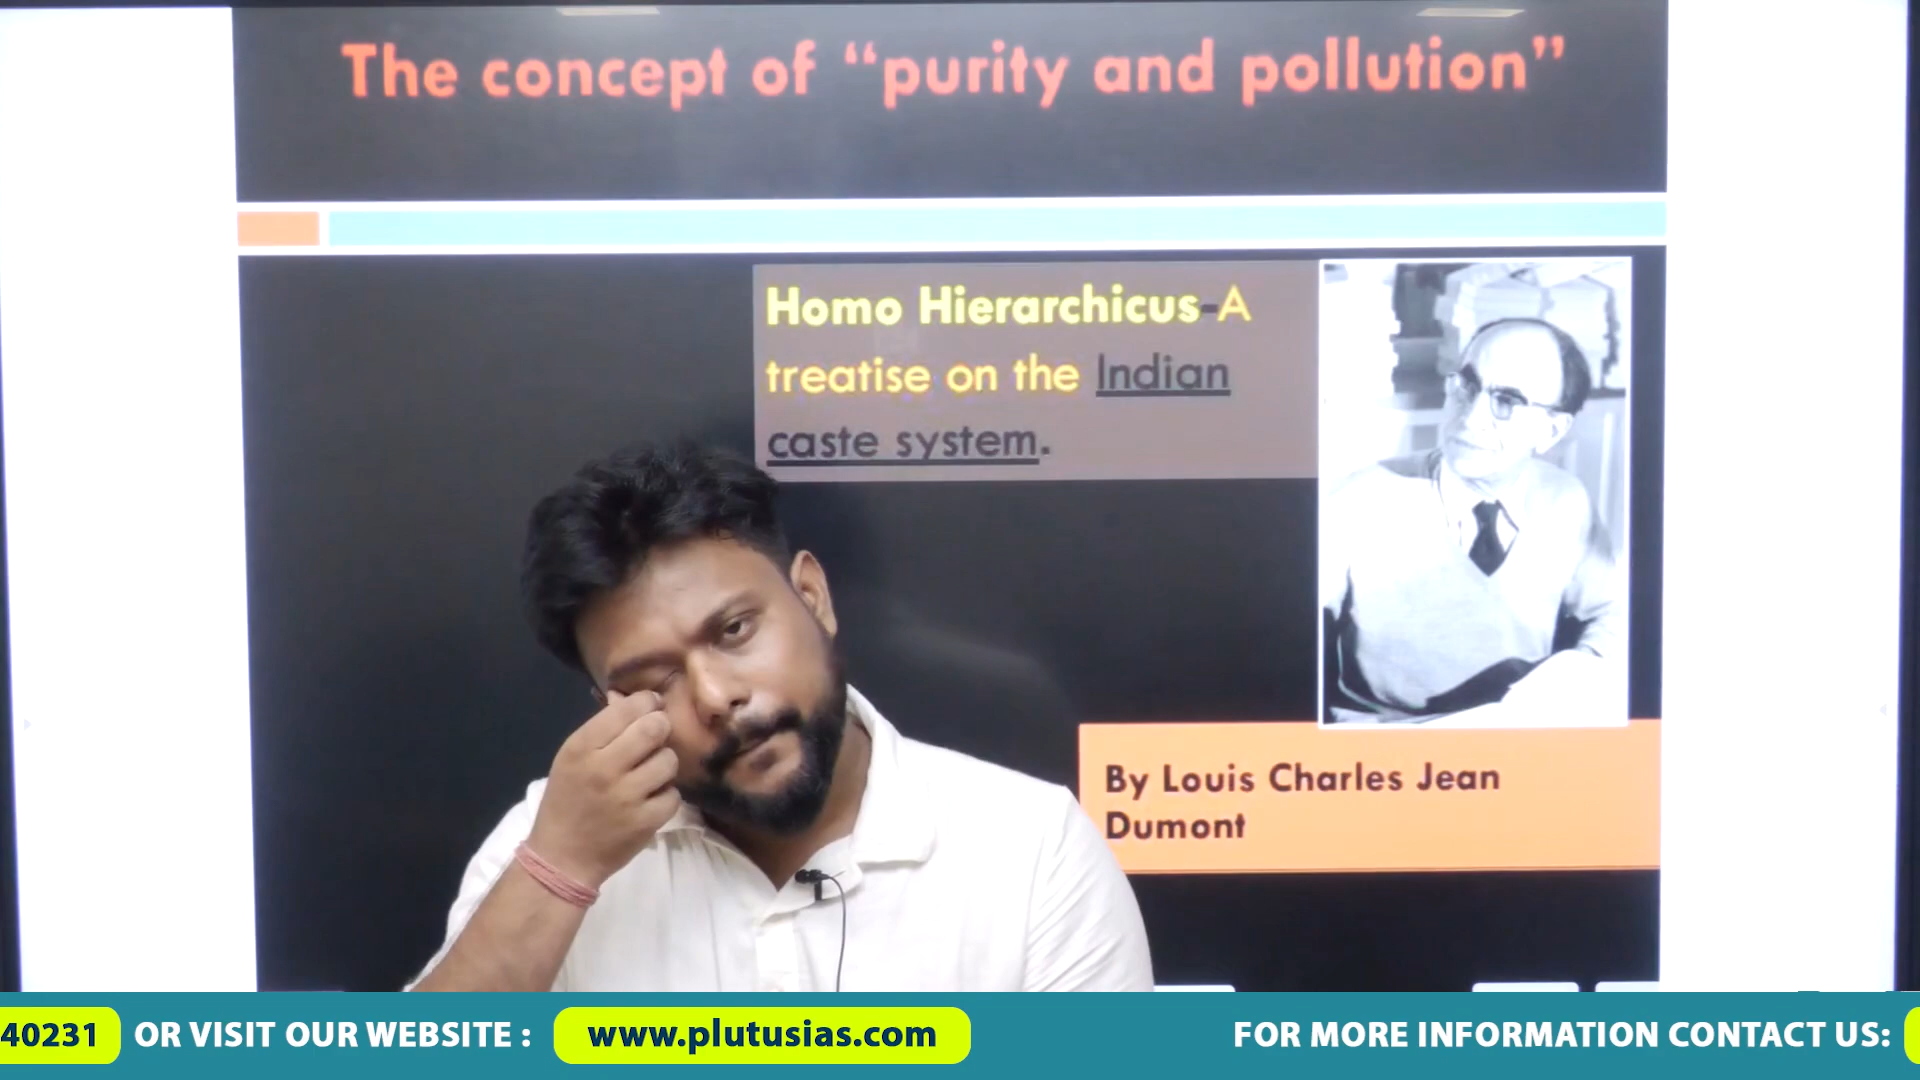 The concept of “purity and pollution”
Homo Hierarchicus-A
treatise on the Indian
caste system.
By Louis Charles Jean
Dumont
40231 OR VISIT OUR WEBSITE : www.plutusias.com FOR MORE INFORMATION CONTACT US: